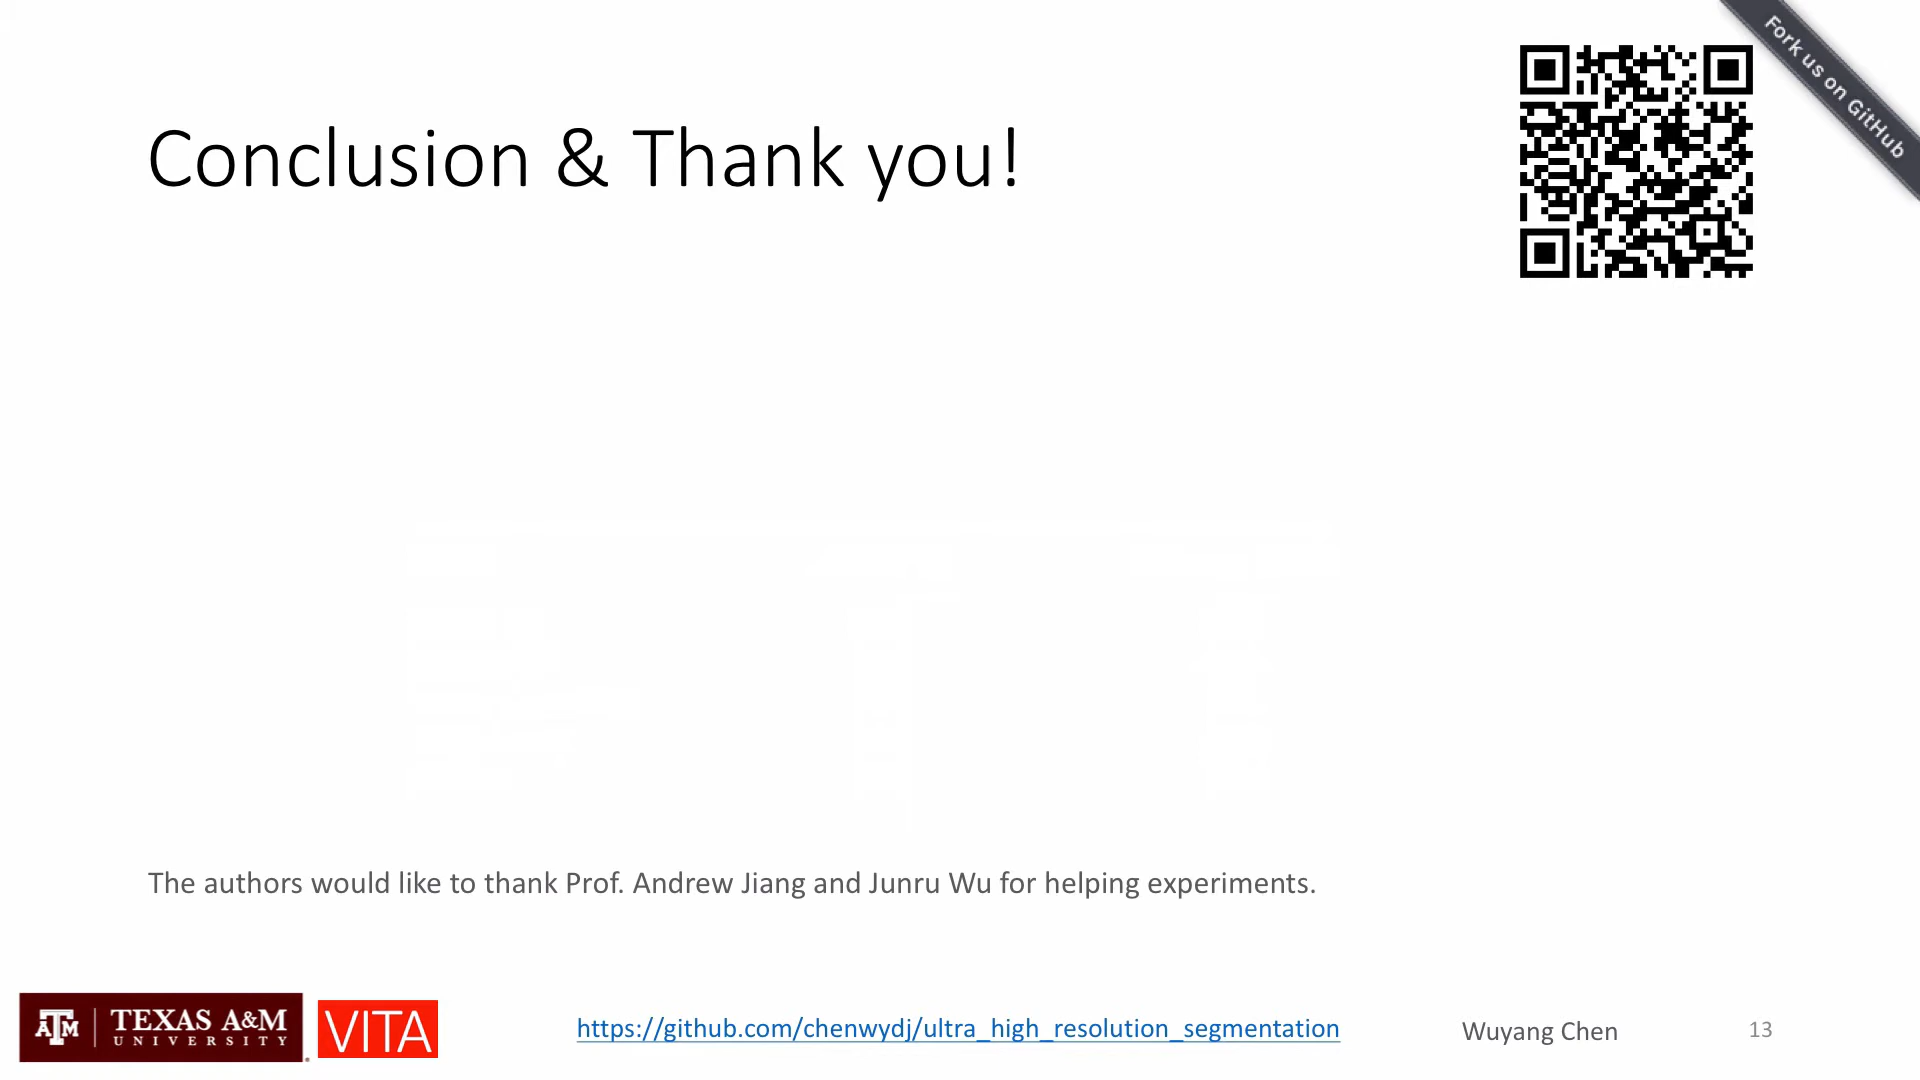 Fork us on GitHub
Conclusion & Thank you!
The authors would like to thank Prof. Andrew Jiang and Junru Wu for helping experiments.
ATM
TEXAS A&M
UNIVERSITY
VITA
https://github.com/chenwydj/ultra_high_resolution_segmentation
Wuyang Chen
13